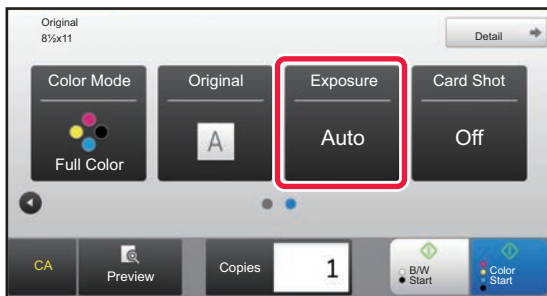 Original
8½x11
Detail
Color Mode
Original
Exposure
Card Shot
A
Auto
Off
Full Color
CA
Preview
Copies
1
B/W
Start
Color
Start